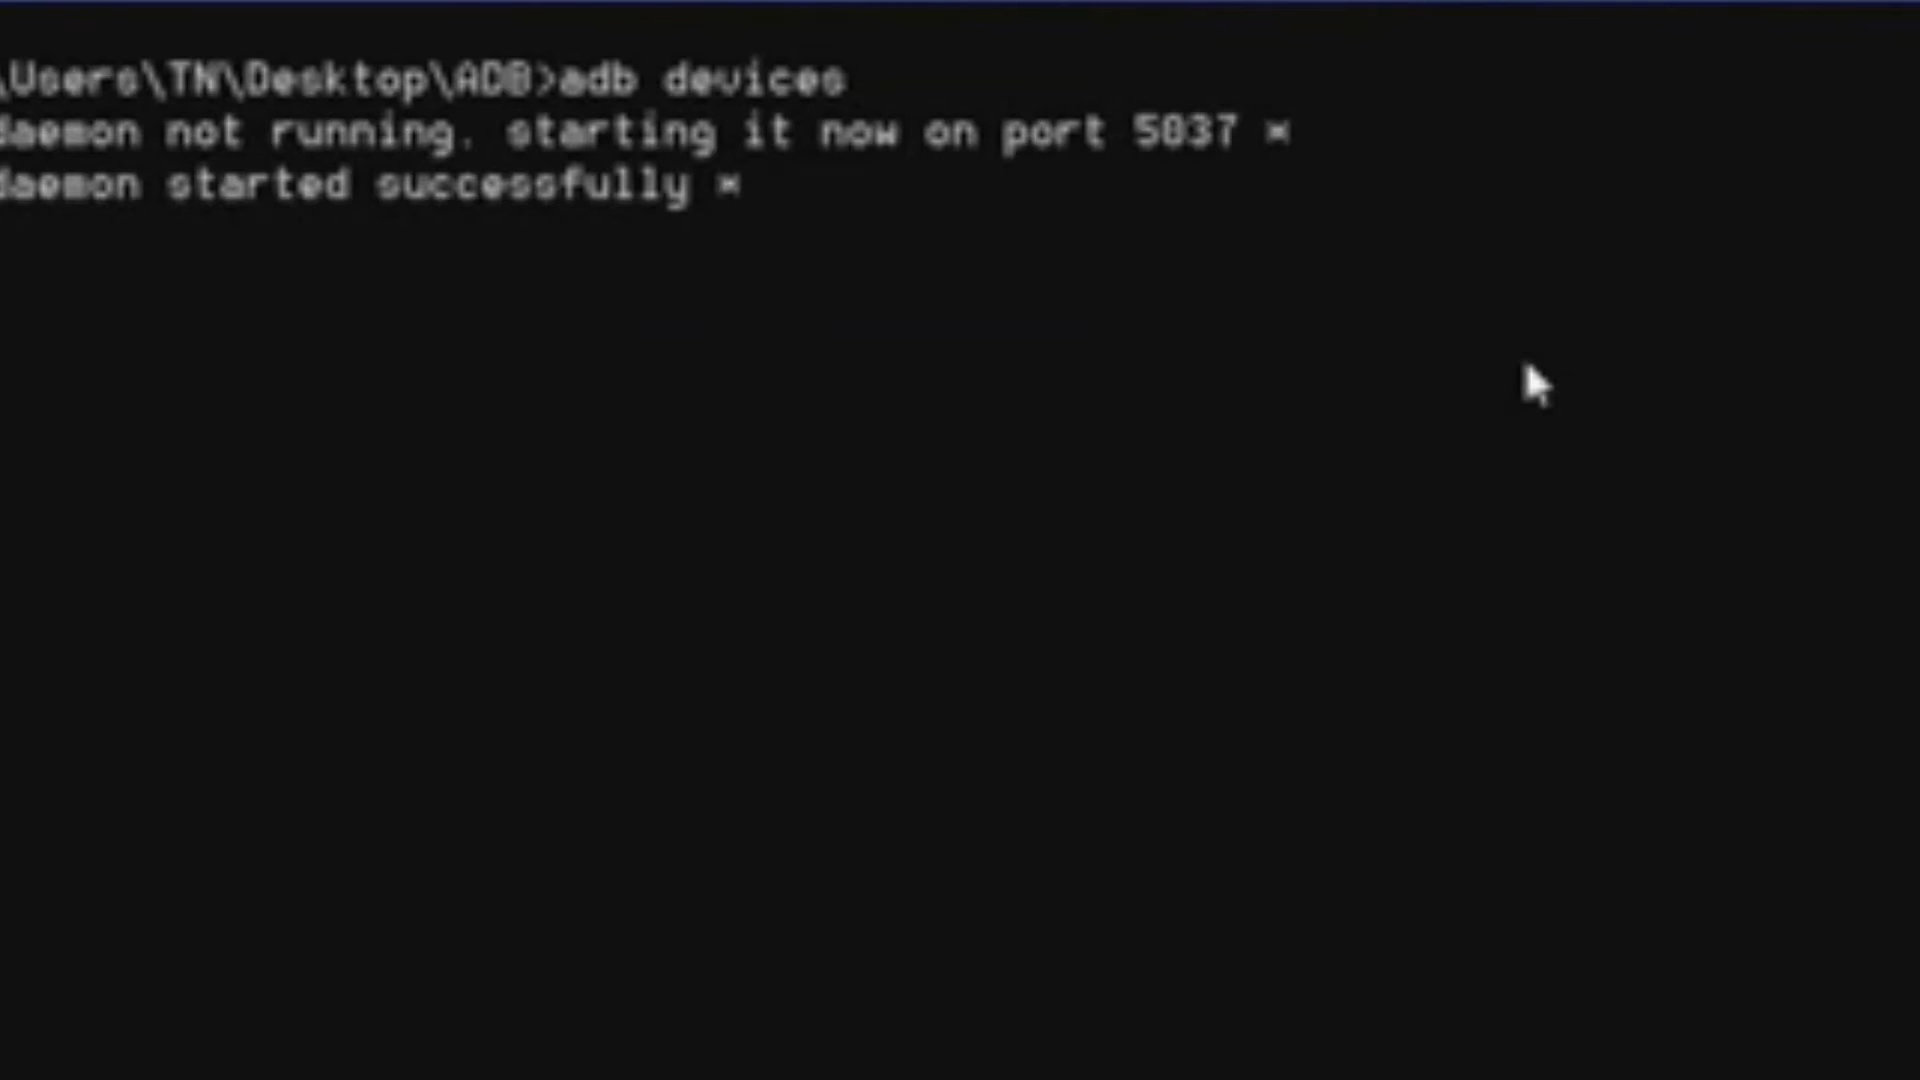 \Users\TN\Desktop\ADB>adb devices
daemon not running. starting it now on port 5037 *
daemon started successfully *